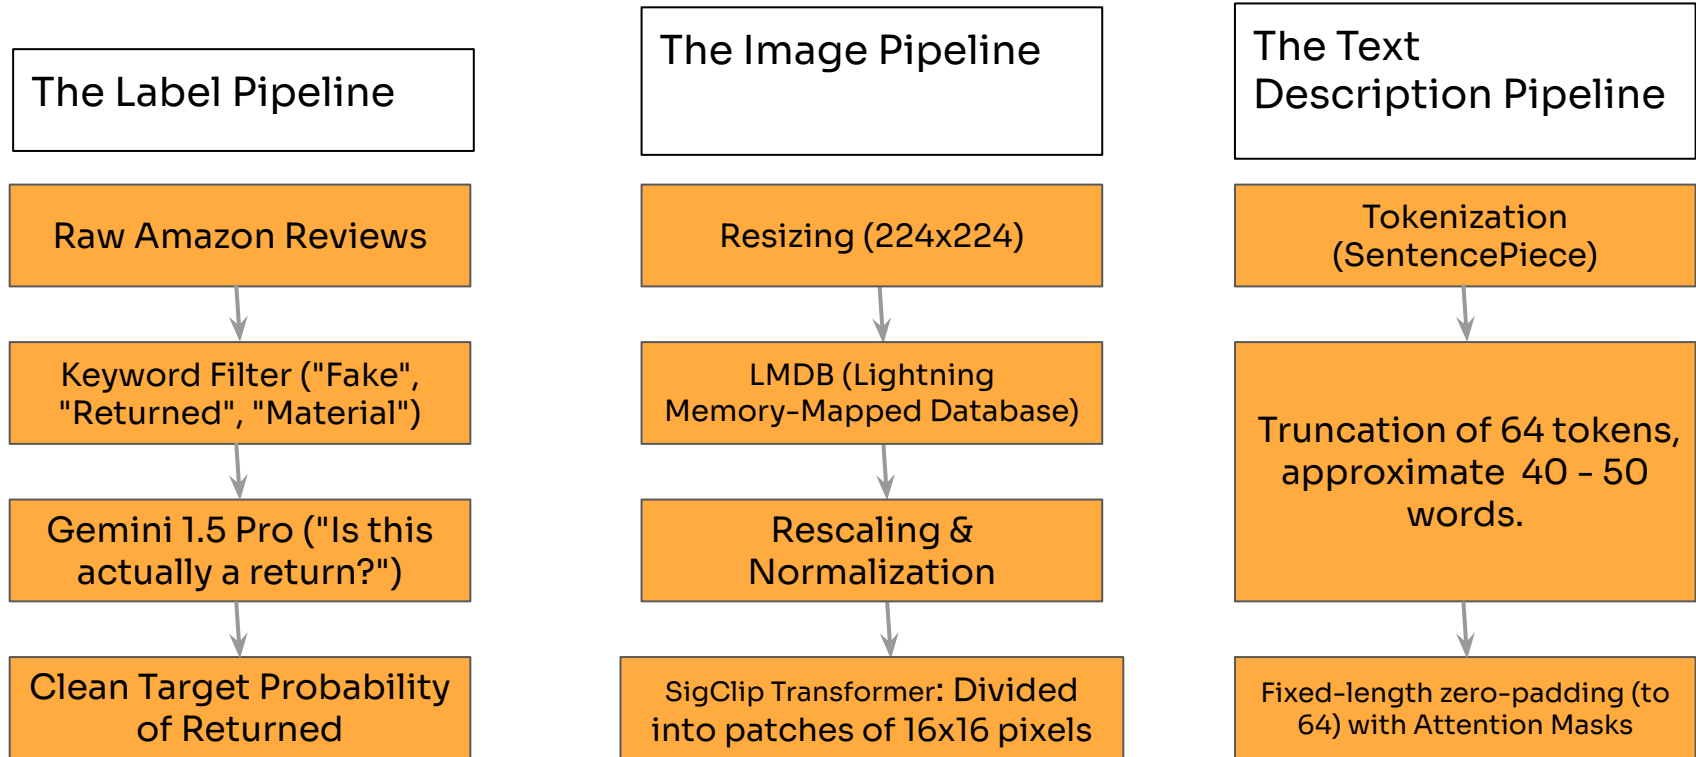 The Label Pipeline
Raw Amazon Reviews
Keyword Filter ("Fake",
"Returned", "Material")
Gemini 1.5 Pro ("Is this
actually a return?")
Clean Target Probability
of Returned
The Image Pipeline
Resizing (224x224)
LMDB (Lightning
Memory-Mapped Database)
Rescaling &
Normalization
SigClip Transformer: Divided
into patches of 16x16 pixels
The Text
Description Pipeline
Tokenization
(SentencePiece)
Truncation of 64 tokens,
approximate 40 - 50
words.
Fixed-length zero-padding (to
64) with Attention Masks